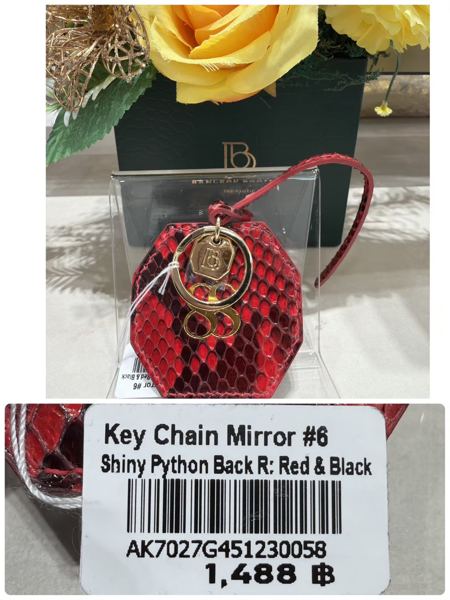 B
Key Chain Mirror #6
Shiny Python Back R: Red & Black
AK7027G451230058
1,488 ฿